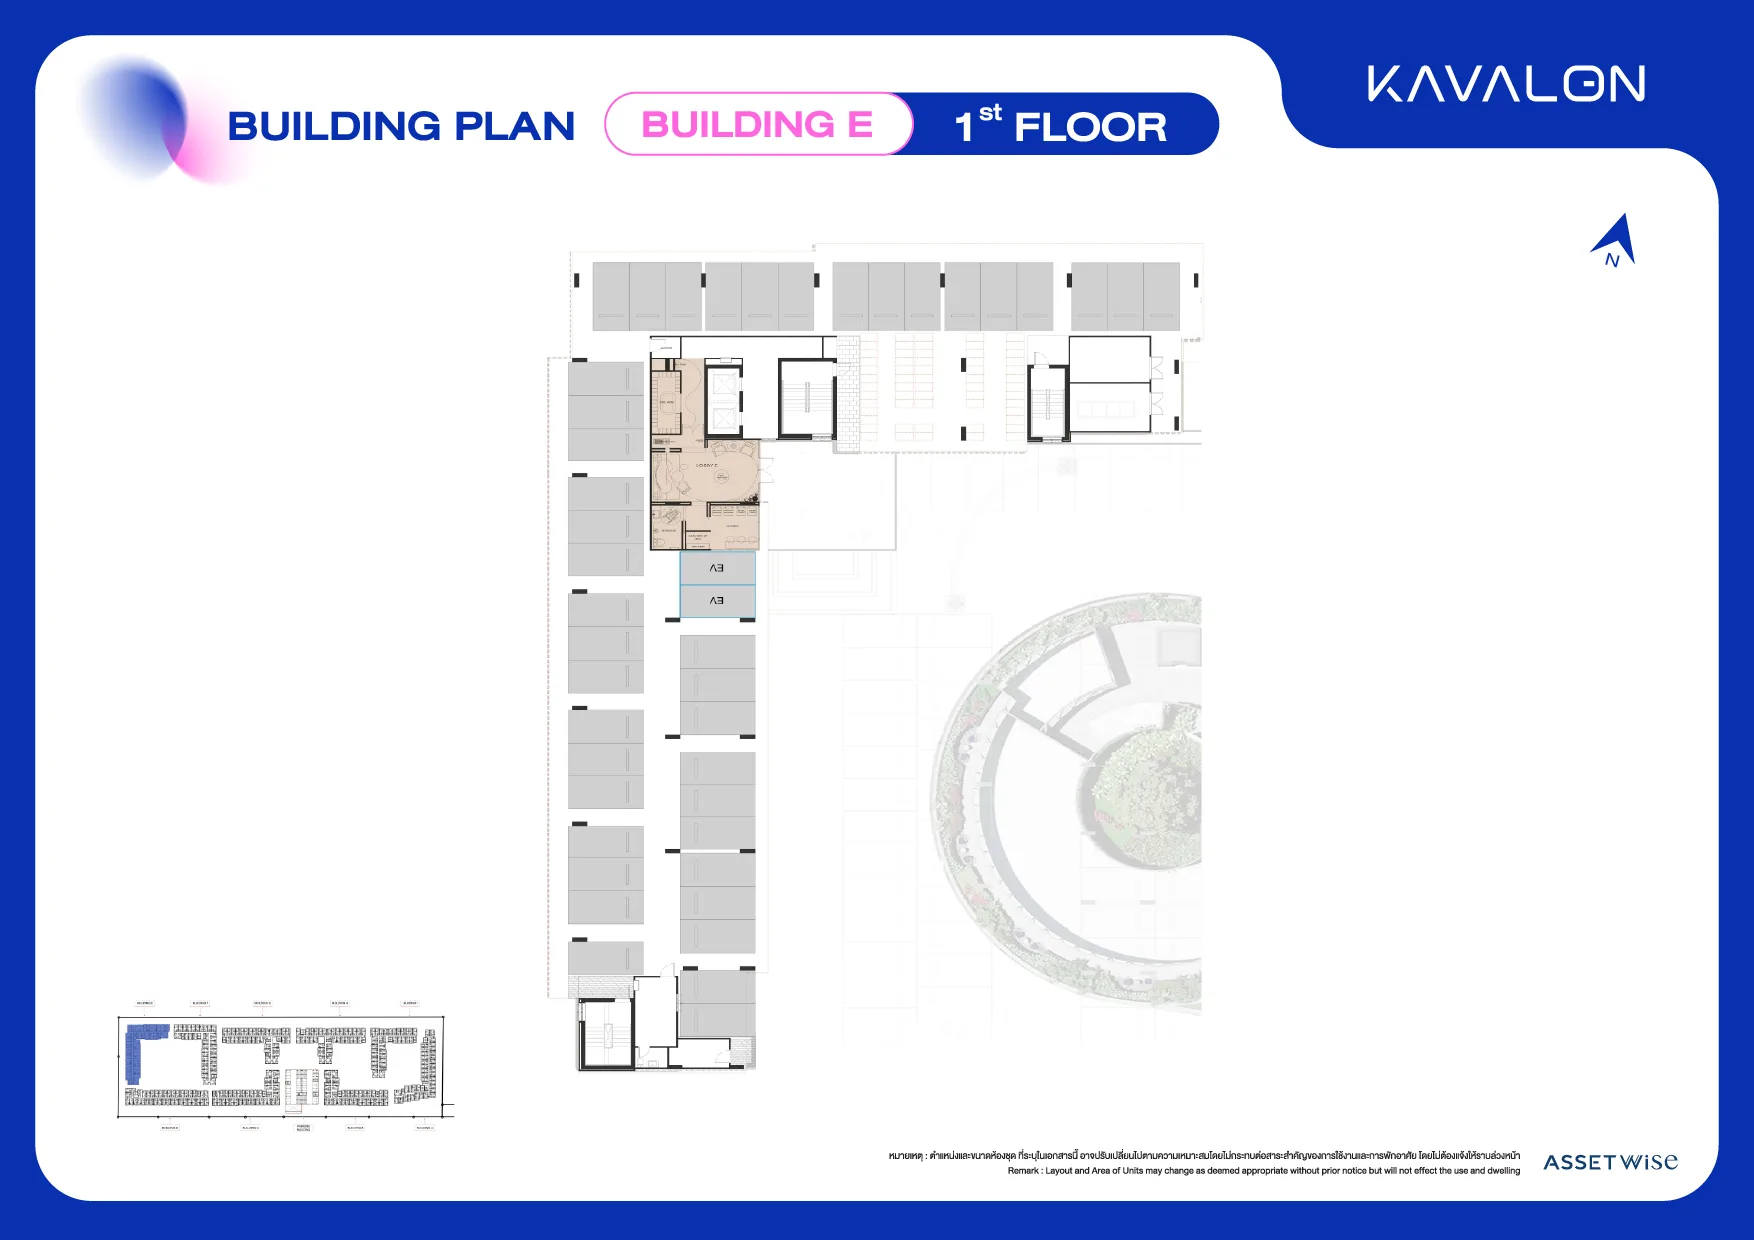 KAVALON
BUILDING PLAN
BUILDING E
1st FLOOR
N
LOBBY E
EV
EV
หมายเหตุ : ตำแหน่งและขนาดห้องชุด ที่ระบุในเอกสารนี้ อาจปรับเปลี่ยนไปตามความเหมาะสมโดยไม่กระทบต่อสาระสำคัญของการใช้งานและการพักอาศัย โดยไม่ต้องแจ้งให้ทราบล่วงหน้า
Remark : Layout and Area of Units may change as deemed appropriate without prior notice but will not effect the use and dwelling
ASSETWISE